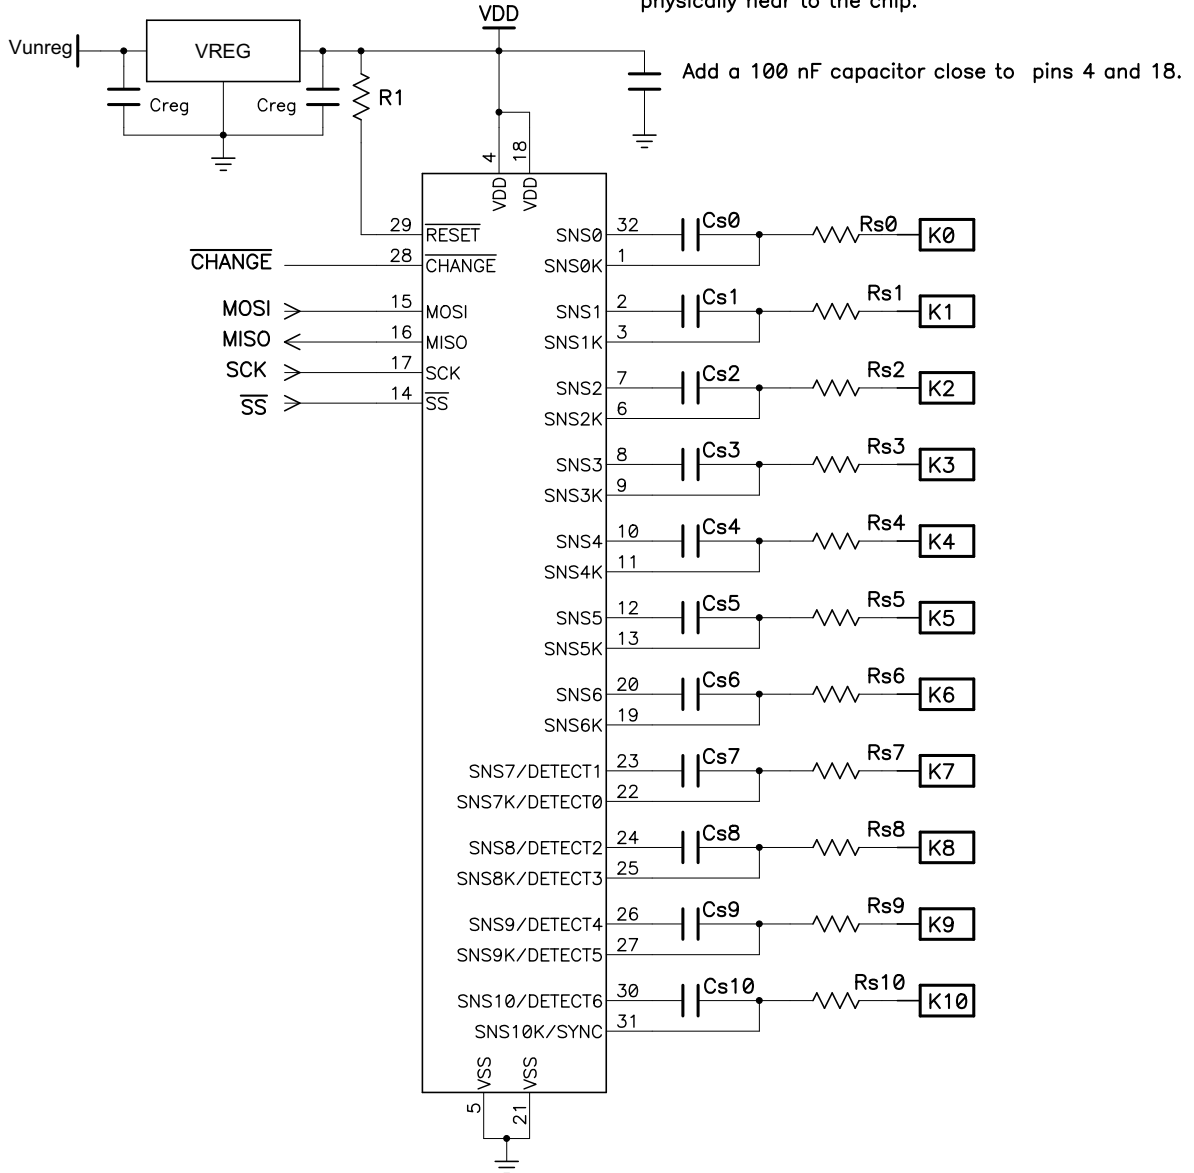 physically near to the chip.
VDD
Vunreg
VREG
Add a 100 nF capacitor close to pins 4 and 18.
Creg
Creg
R1
4
18
VDD
VDD
29
RESET
SNS0
32
Cs0
Rs0
K0
CHANGE
28
CHANGE
SNS0K
1
MOSI
15
MOSI
SNS1
2
Cs1
Rs1
K1
MISO
16
MISO
SNS1K
3
SCK
17
SCK
SNS2
7
Cs2
Rs2
K2
SS
14
SS
SNS2K
6
SNS3
8
Cs3
Rs3
K3
SNS3K
9
SNS4
10
Cs4
Rs4
K4
SNS4K
11
SNS5
12
Cs5
Rs5
K5
SNS5K
13
SNS6
20
Cs6
Rs6
K6
SNS6K
19
SNS7/DETECT1
23
Cs7
Rs7
K7
SNS7K/DETECT0
22
SNS8/DETECT2
24
Cs8
Rs8
K8
SNS8K/DETECT3
25
SNS9/DETECT4
26
Cs9
Rs9
K9
SNS9K/DETECT5
27
SNS10/DETECT6
30
Cs10
Rs10
K10
SNS10K/SYNC
31
VSS
VSS
5
21